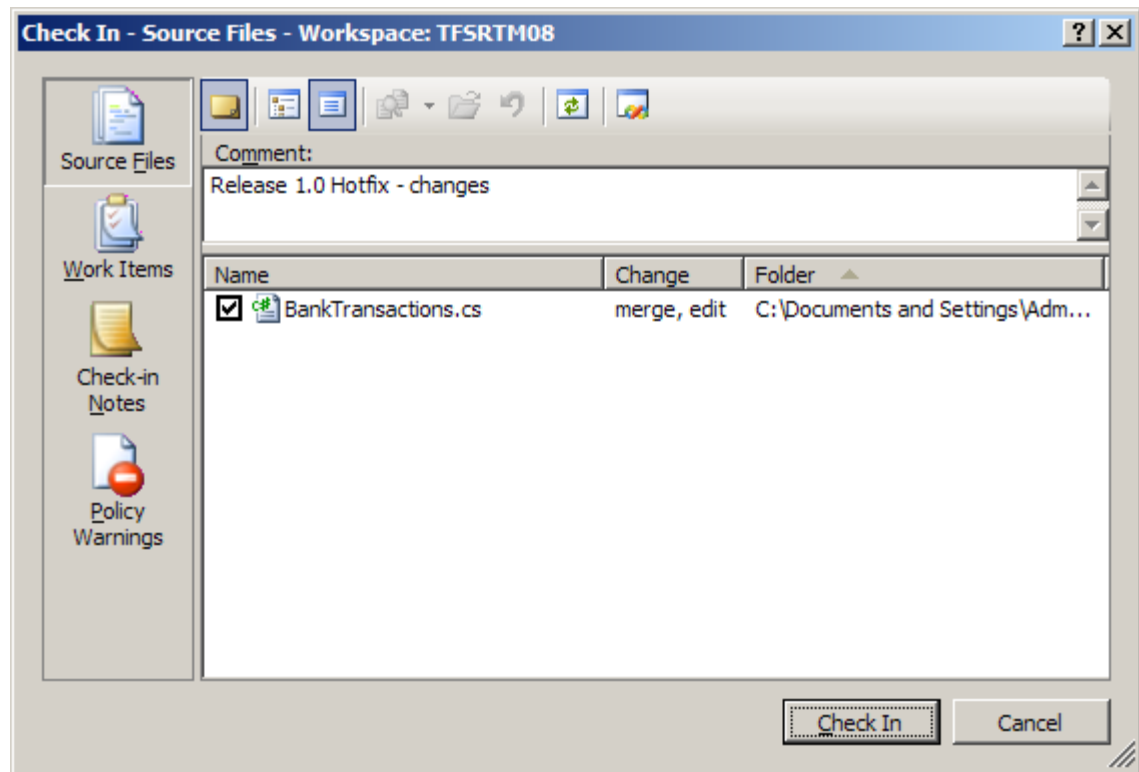 Check In - Source Files - Workspace: TFSRTM08
Source Files
Work Items
Check-in
Notes
Policy
Warnings
Comment:
Release 1.0 Hotfix - changes
Name Change Folder
BankTransactions.cs merge, edit C:\Documents and Settings\Adm...
Check In Cancel